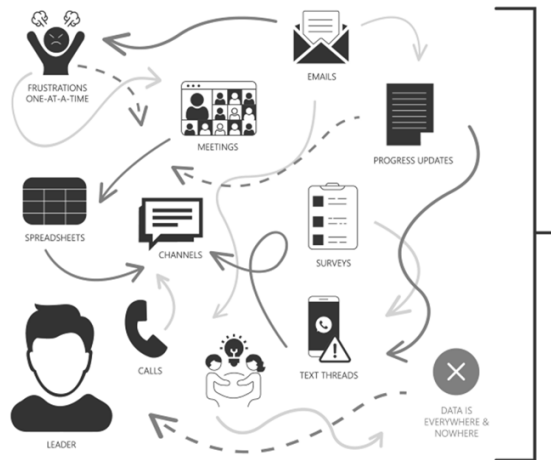 EMAILS
FRUSTRATIONS
ONE-AT-A-TIME
MEETINGS
PROGRESS UPDATES
SPREADSHEETS
CHANNELS
SURVEYS
CALLS
TEXT THREADS
DATA IS
EVERYWHERE &
NOWHERE
LEADER